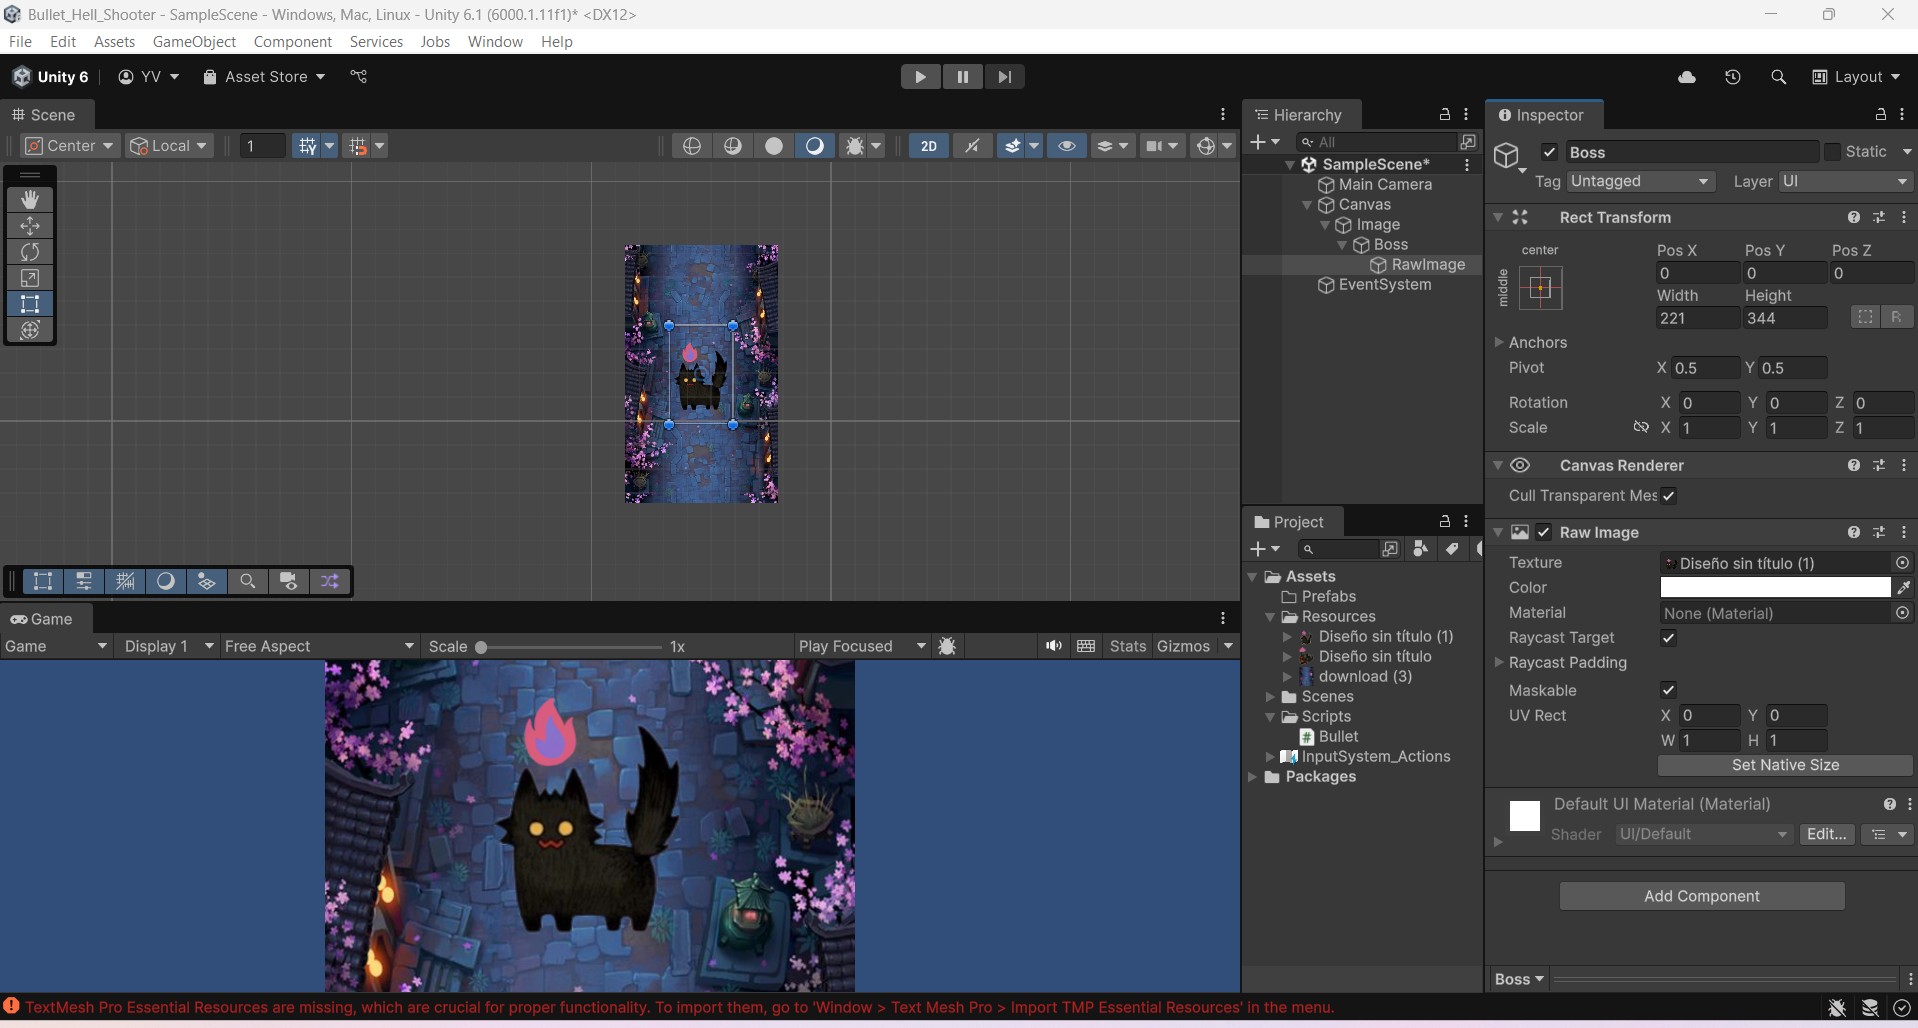 Bullet_Hell_Shooter - SampleScene - Windows, Mac, Linux - Unity 6.1 (6000.1.11f1)* <DX12>
File Edit Assets GameObject Component Services Jobs Window Help
Unity 6 YV Asset Store Layout
Scene
Center Local 1 2D
Game
Game Display 1 Free Aspect Scale 1x Play Focused Stats Gizmos
Hierarchy
All
SampleScene*
Main Camera
Canvas
Image
Boss
RawImage
EventSystem
Project
Assets
Prefabs
Resources
Diseño sin título (1)
Diseño sin título
download (3)
Scenes
Scripts
Bullet
InputSystem_Actions
Packages
Inspector
Boss Static
Tag Untagged Layer UI
Rect Transform
center
middle
Pos X Pos Y Pos Z
0 0 0
Width Height
221 344 R
Anchors
Pivot X 0.5 Y 0.5
Rotation X 0 Y 0 Z 0
Scale X 1 Y 1 Z 1
Canvas Renderer
Cull Transparent Mes
Raw Image
Texture Diseño sin título (1)
Color
Material None (Material)
Raycast Target
Raycast Padding
Maskable
UV Rect X 0 Y 0
W 1 H 1
Set Native Size
Default UI Material (Material)
Shader UI/Default Edit...
Add Component
Boss
TextMesh Pro Essential Resources are missing, which are crucial for proper functionality. To import them, go to 'Window > Text Mesh Pro > Import TMP Essential Resources' in the menu.